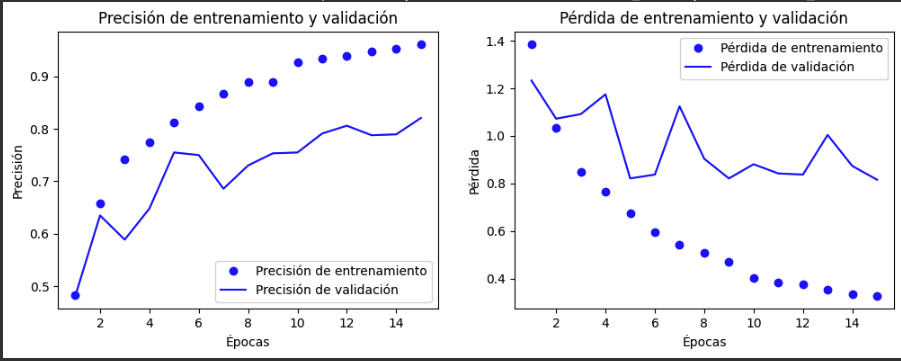 Precisión de entrenamiento y validación
Precisión
0.9
0.8
0.7
0.6
0.5
Precisión de entrenamiento
Precisión de validación
2 4 6 8 10 12 14
Épocas
Pérdida de entrenamiento y validación
Pérdida
1.4
1.2
1.0
0.8
0.6
0.4
Pérdida de entrenamiento
Pérdida de validación
2 4 6 8 10 12 14
Épocas